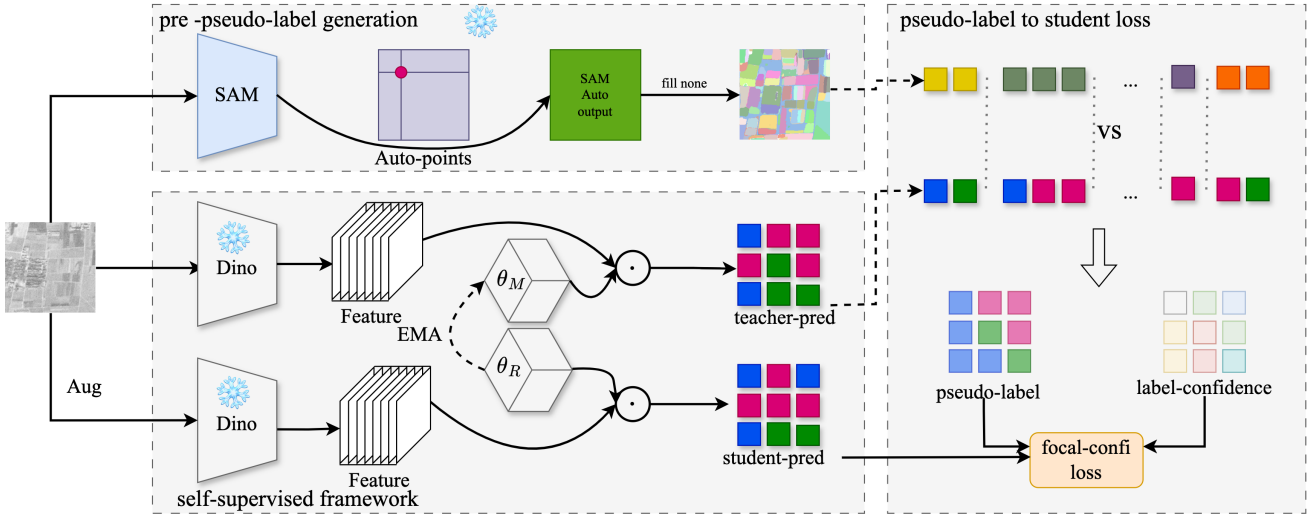 pre -pseudo-label generation
SAM
Auto-points
SAM
Auto
output
fill none
pseudo-label to student loss
...
VS
...
Dino
Feature
θM
EMA
θR
teacher-pred
Aug
Dino
Feature
student-pred
self-supervised framework
pseudo-label
label-confidence
focal-confi
loss